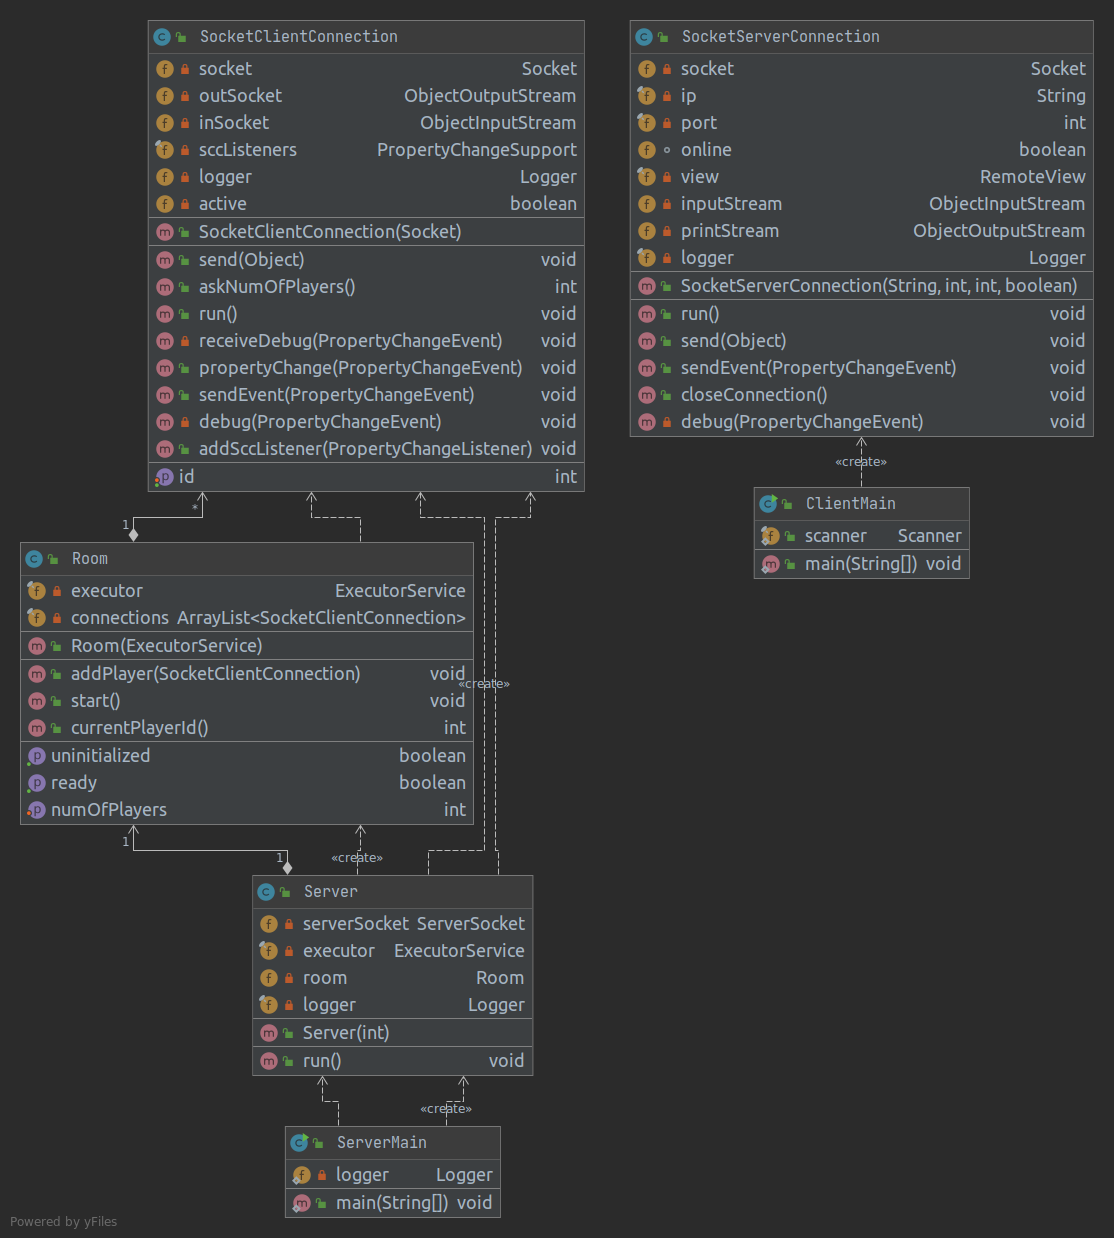 SocketClientConnection
socket Socket
outSocket ObjectOutputStream
inSocket ObjectInputStream
sccListeners PropertyChangeSupport
logger Logger
active boolean
SocketClientConnection(Socket)
send(Object) void
askNumOfPlayers() int
run() void
receiveDebug(PropertyChangeEvent) void
propertyChange(PropertyChangeEvent) void
sendEvent(PropertyChangeEvent) void
debug(PropertyChangeEvent) void
addSccListener(PropertyChangeListener) void
id int
SocketServerConnection
socket Socket
ip String
port int
online boolean
view RemoteView
inputStream ObjectInputStream
printStream ObjectOutputStream
logger Logger
SocketServerConnection(String, int, int, boolean)
run() void
send(Object) void
sendEvent(PropertyChangeEvent) void
closeConnection() void
debug(PropertyChangeEvent) void
«create»
ClientMain
scanner Scanner
main(String[]) void
*
1
Room
executor ExecutorService
connections ArrayList<SocketClientConnection>
Room(ExecutorService)
addPlayer(SocketClientConnection) void
«create»
start() void
currentPlayerId() int
uninitialized boolean
ready boolean
numOfPlayers int
1
1
«create»
Server
serverSocket ServerSocket
executor ExecutorService
room Room
logger Logger
Server(int)
run() void
«create»
ServerMain
logger Logger
main(String[]) void
Powered by yFiles